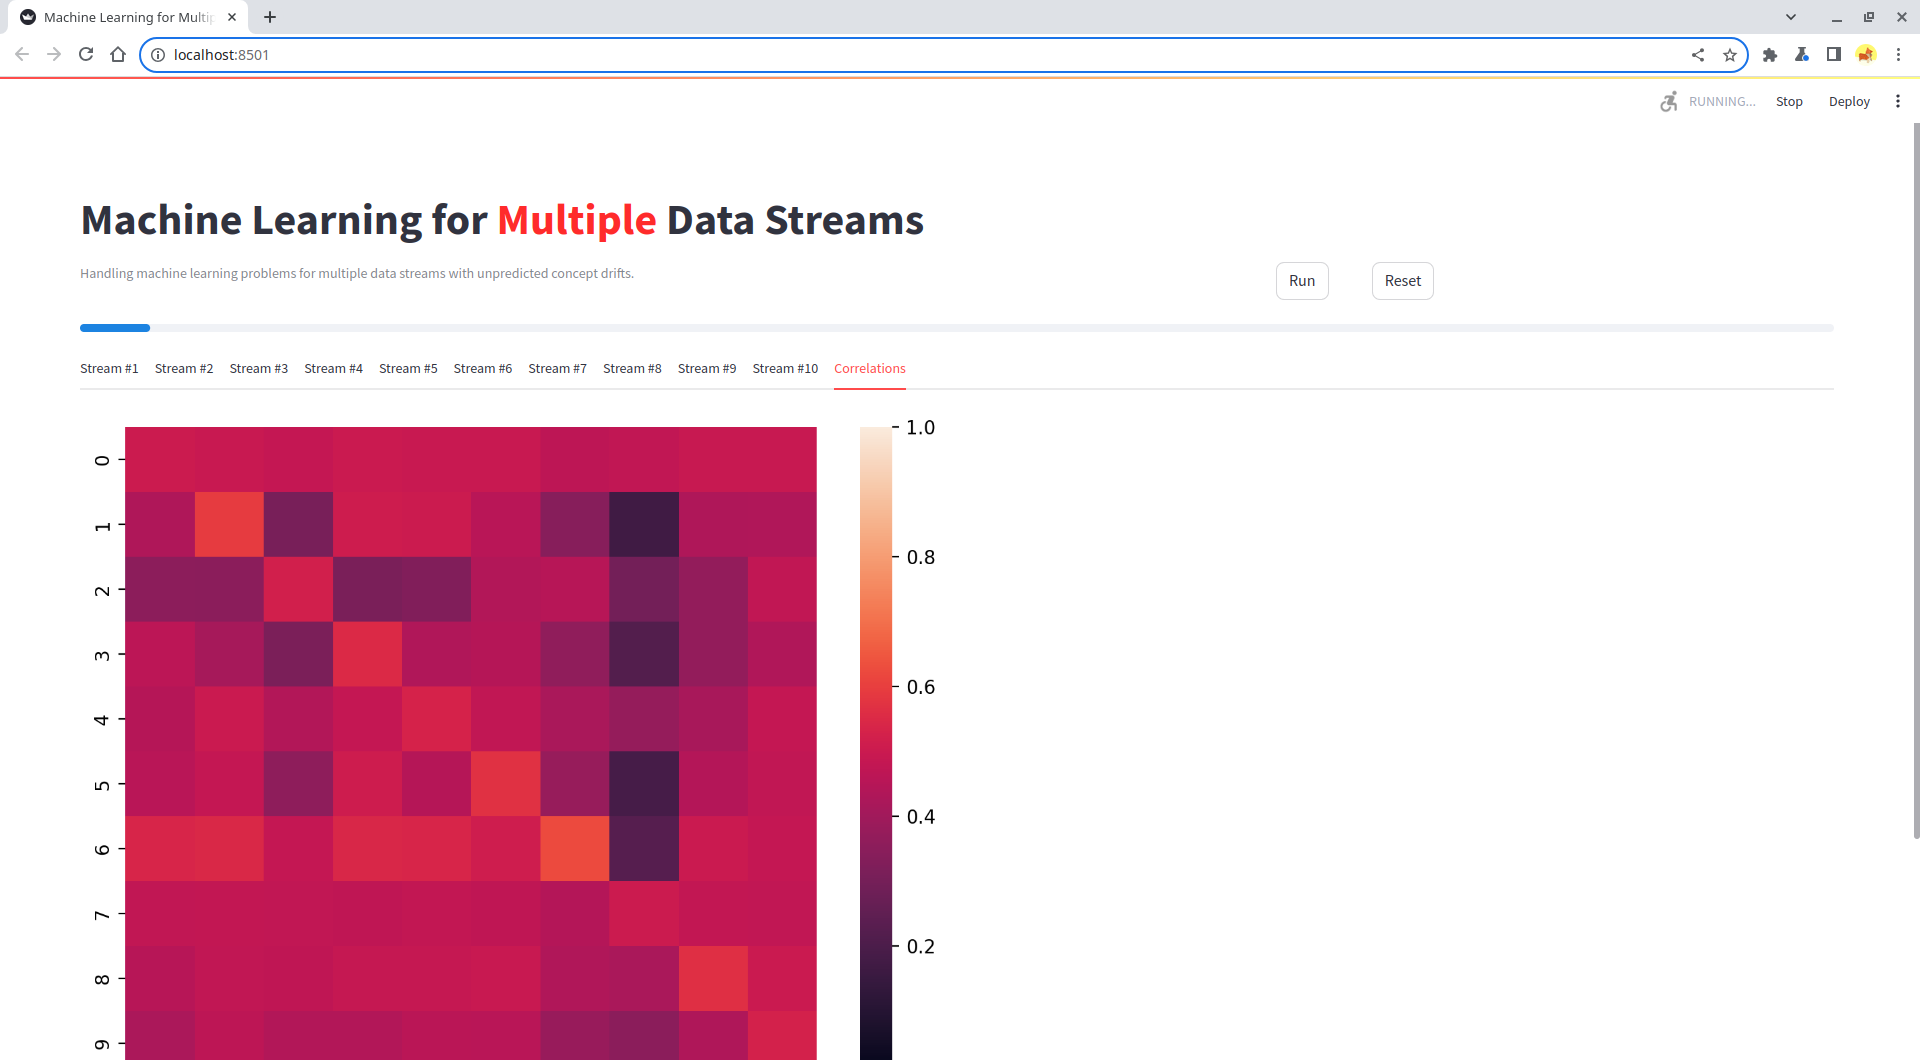 Machine Learning for Multip
localhost:8501
RUNNING... Stop Deploy
Machine Learning for Multiple Data Streams
Handling machine learning problems for multiple data streams with unpredicted concept drifts.
Run Reset
Stream #1 Stream #2 Stream #3 Stream #4 Stream #5 Stream #6 Stream #7 Stream #8 Stream #9 Stream #10 Correlations
0
1
2
3
4
5
6
7
8
9
1.0
0.8
0.6
0.4
0.2